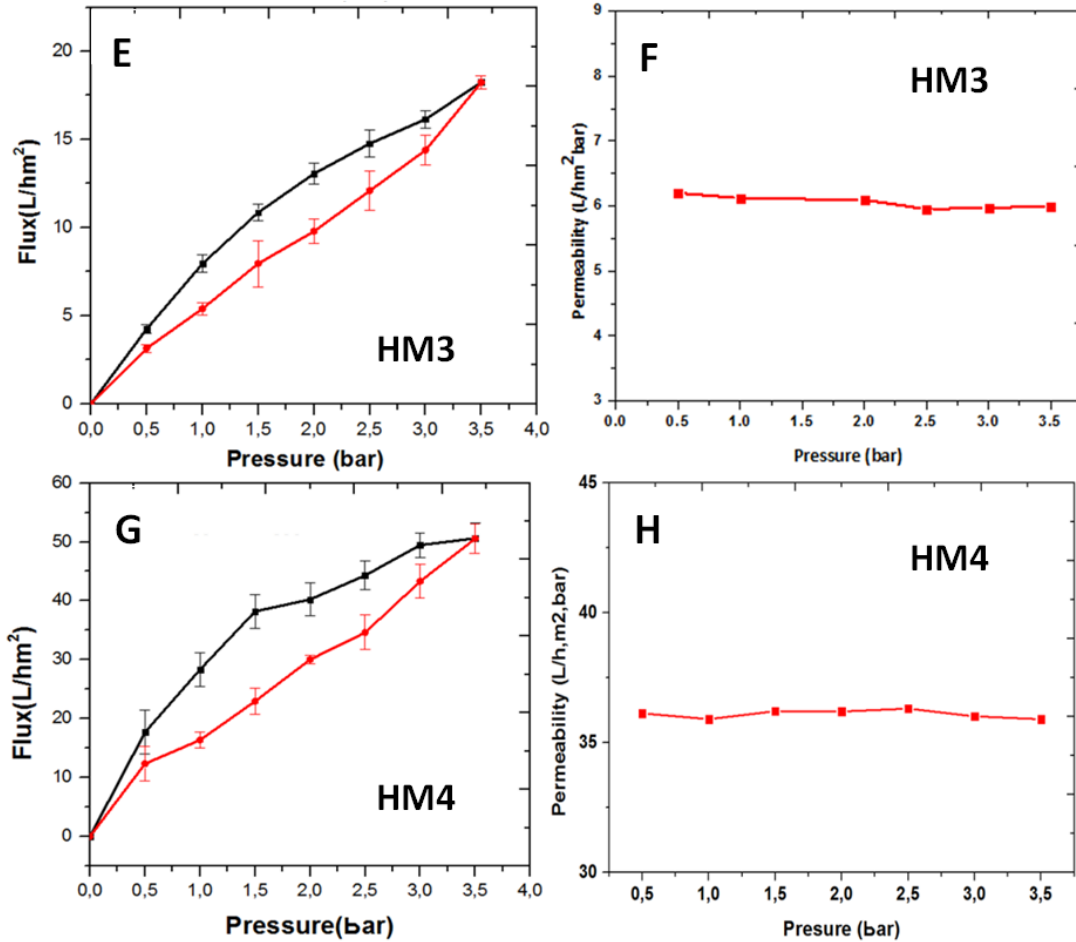 E
HM3
Flux(L/hm²)
20
15
10
5
0
0,0 0,5 1,0 1,5 2,0 2,5 3,0 3,5 4,0
Pressure (bar)
F
HM3
Permeability (L/hm² bar)
9
8
7
6
5
4
3
0.0 0.5 1.0 1.5 2.0 2.5 3.0 3.5
Pressure (bar)
G
HM4
Flux(L/hm²)
60
50
40
30
20
10
0
0,0 0,5 1,0 1,5 2,0 2,5 3,0 3,5 4,0
Pressure(ьar)
H
HM4
Permeability (L/h,m2,bar)
45
40
35
30
0,5 1,0 1,5 2,0 2,5 3,0 3,5
Presure (ьar)